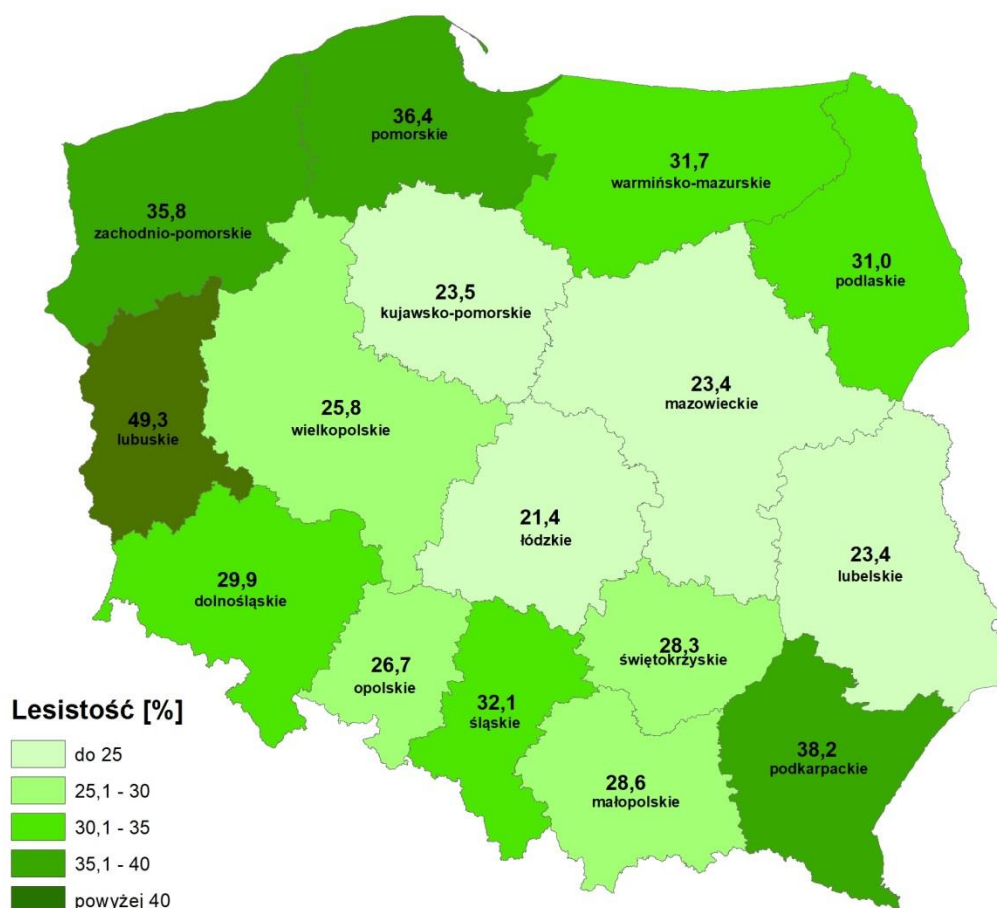 36,4
pomorskie
31,7
warmińsko-mazurskie
35,8
zachodnio-pomorskie
31,0
podlaskie
23,5
kujawsko-pomorskie
23,4
mazowieckie
25,8
wielkopolskie
49,3
lubuskie
21,4
łódzkie
23,4
lubelskie
29,9
dolnośląskie
28,3
świętokrzyskie
26,7
opolskie
32,1
śląskie
38,2
podkarpackie
28,6
małopolskie
Lesistość [%]
do 25
25,1 - 30
30,1 - 35
35,1 - 40
powyżej 40